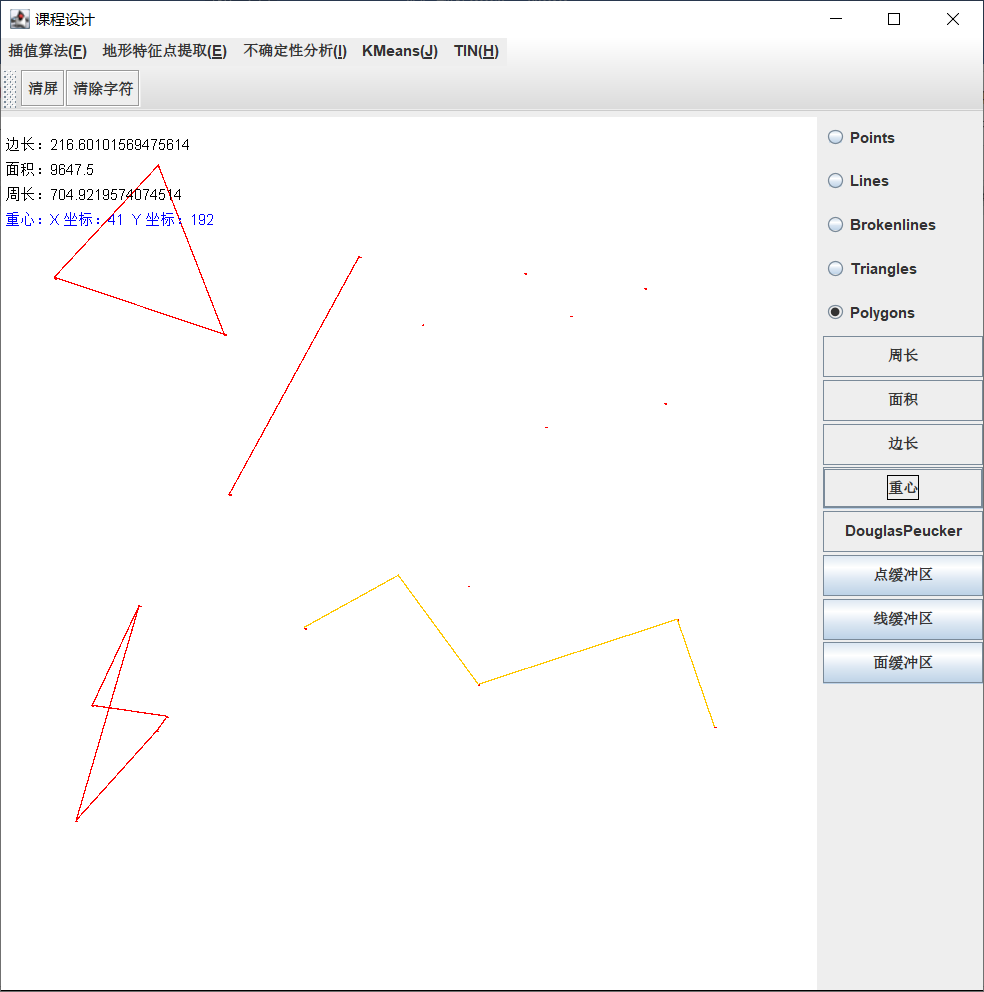 课程设计
插值算法(F) 地形特征点提取(E) 不确定性分析(I) KMeans(J) TIN(H)
清屏 清除字符
边长：216.60101569475614
面积：9647.5
周长：704.9219574074514
重心：X 坐标：41 Y 坐标：192
Points
Lines
Brokenlines
Triangles
Polygons
周长
面积
边长
重心
DouglasPeucker
点缓冲区
线缓冲区
面缓冲区